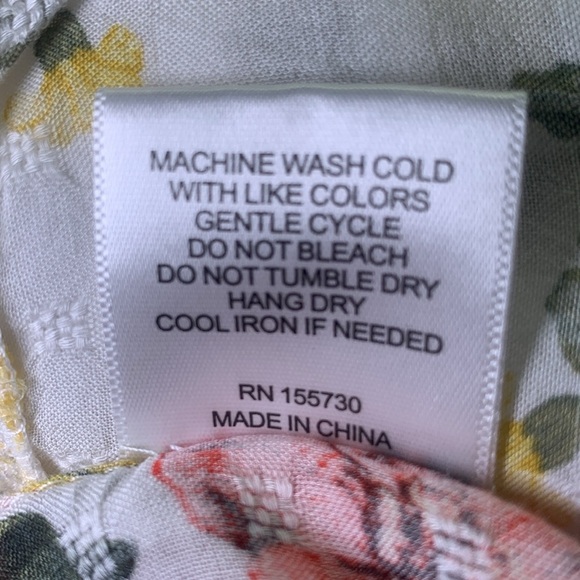 MACHINE WASH COLD
WITH LIKE COLORS
GENTLE CYCLE
DO NOT BLEACH
DO NOT TUMBLE DRY
HANG DRY
COOL IRON IF NEEDED
RN 155730
MADE IN CHINA